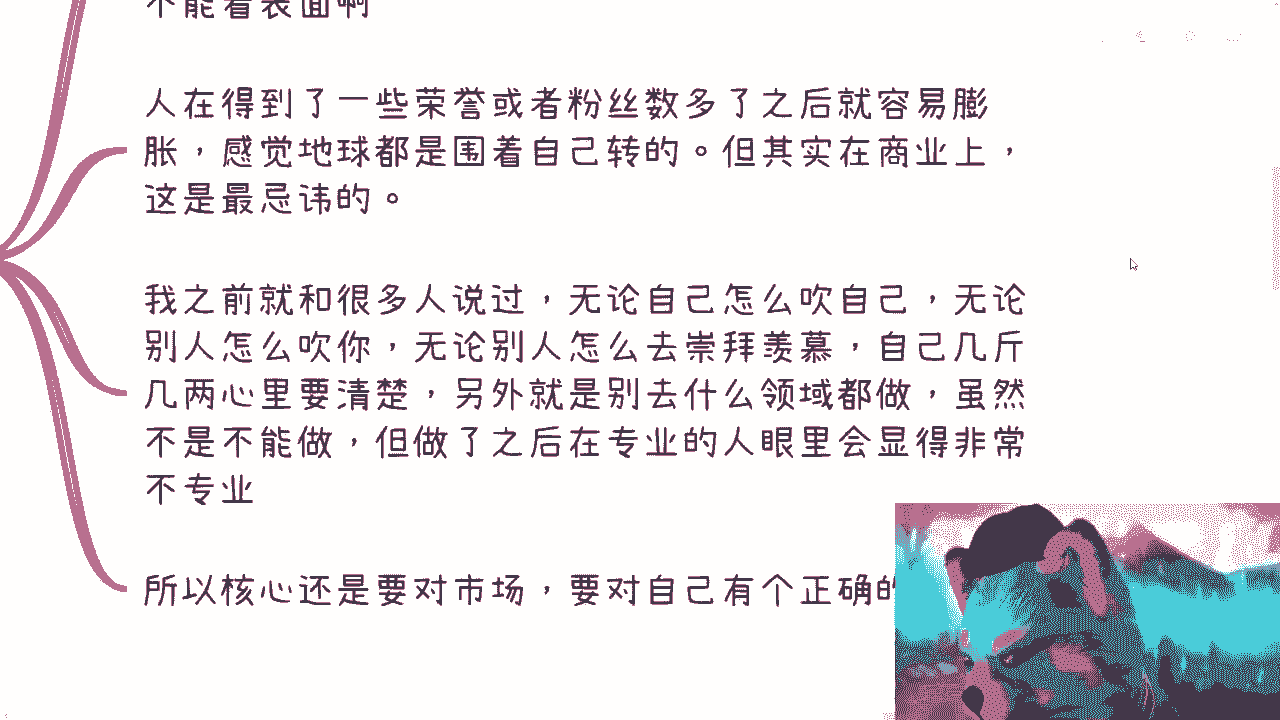 不能看表面啊
人在得到了一些荣誉或者粉丝数多了之后就容易膨
胀，感觉地球都是围着自己转的。但其实在商业上，
这是最忌讳的。
我之前就和很多人说过，无论自己怎么吹自己，无论
别人怎么吹你，无论别人怎么去崇拜羡慕，自己几斤
几两心里要清楚，另外就是别去什么领域都做，虽然
不是不能做，但做了之后在专业的人眼里会显得非常
不专业
所以核心还是要对市场，要对自己有个正确的